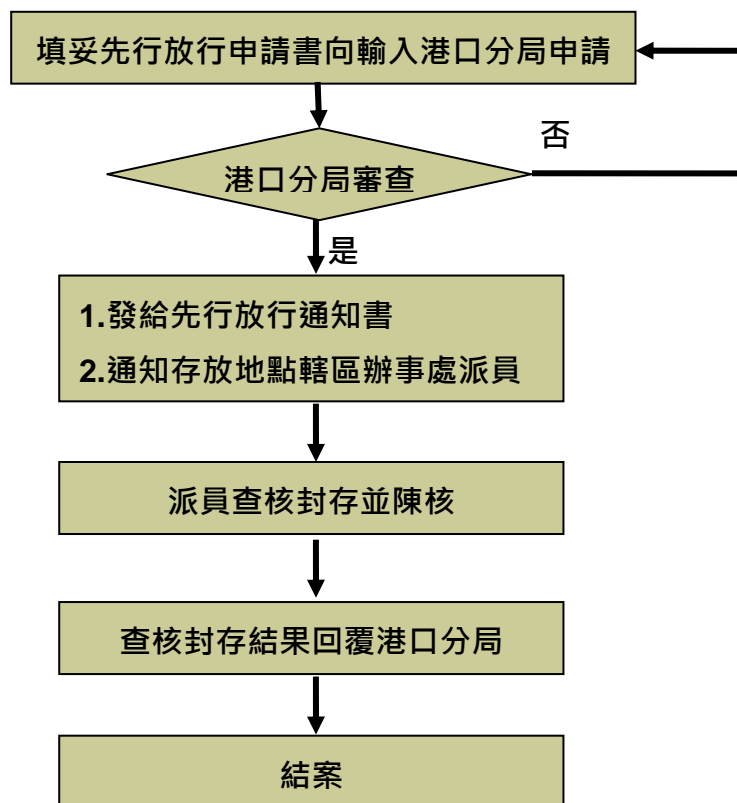 填妥先行放行申請書向輸入港口分局申請
否
港口分局審查
是
1.發給先行放行通知書
2.通知存放地點轄區辦事處派員
派員查核封存並陳核
查核封存結果回覆港口分局
結案